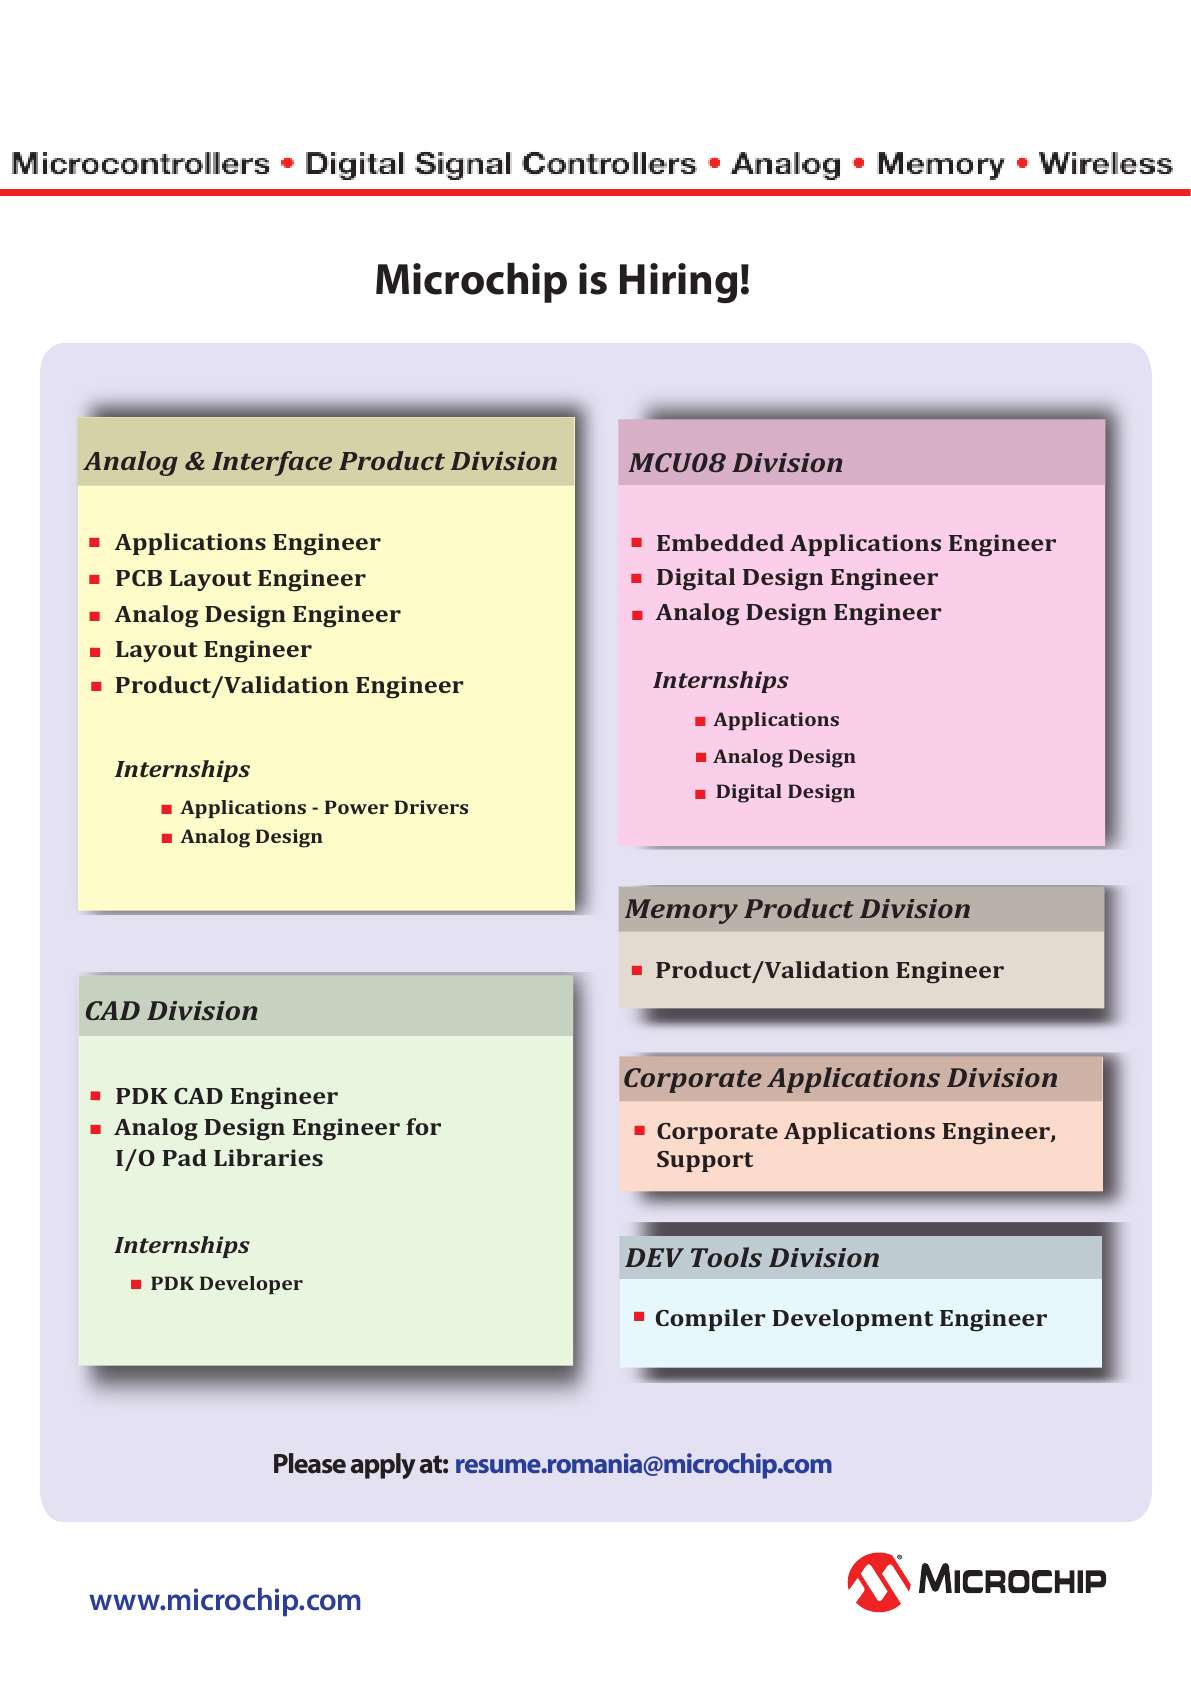 Microcontrollers • Digital Signal Controllers • Analog • Memory • Wireless
Microchip is Hiring!
Analog & Interface Product Division
Applications Engineer
PCB Layout Engineer
Analog Design Engineer
Layout Engineer
Product/Validation Engineer
Internships
Applications - Power Drivers
Analog Design
CAD Division
PDK CAD Engineer
Analog Design Engineer for
I/O Pad Libraries
Internships
PDK Developer
MCU08 Division
Embedded Applications Engineer
Digital Design Engineer
Analog Design Engineer
Internships
Applications
Analog Design
Digital Design
Memory Product Division
Product/Validation Engineer
Corporate Applications Division
Corporate Applications Engineer,
Support
DEV Tools Division
Compiler Development Engineer
Please apply at: resume.romania@microchip.com
www.microchip.com
® MICROCHIP